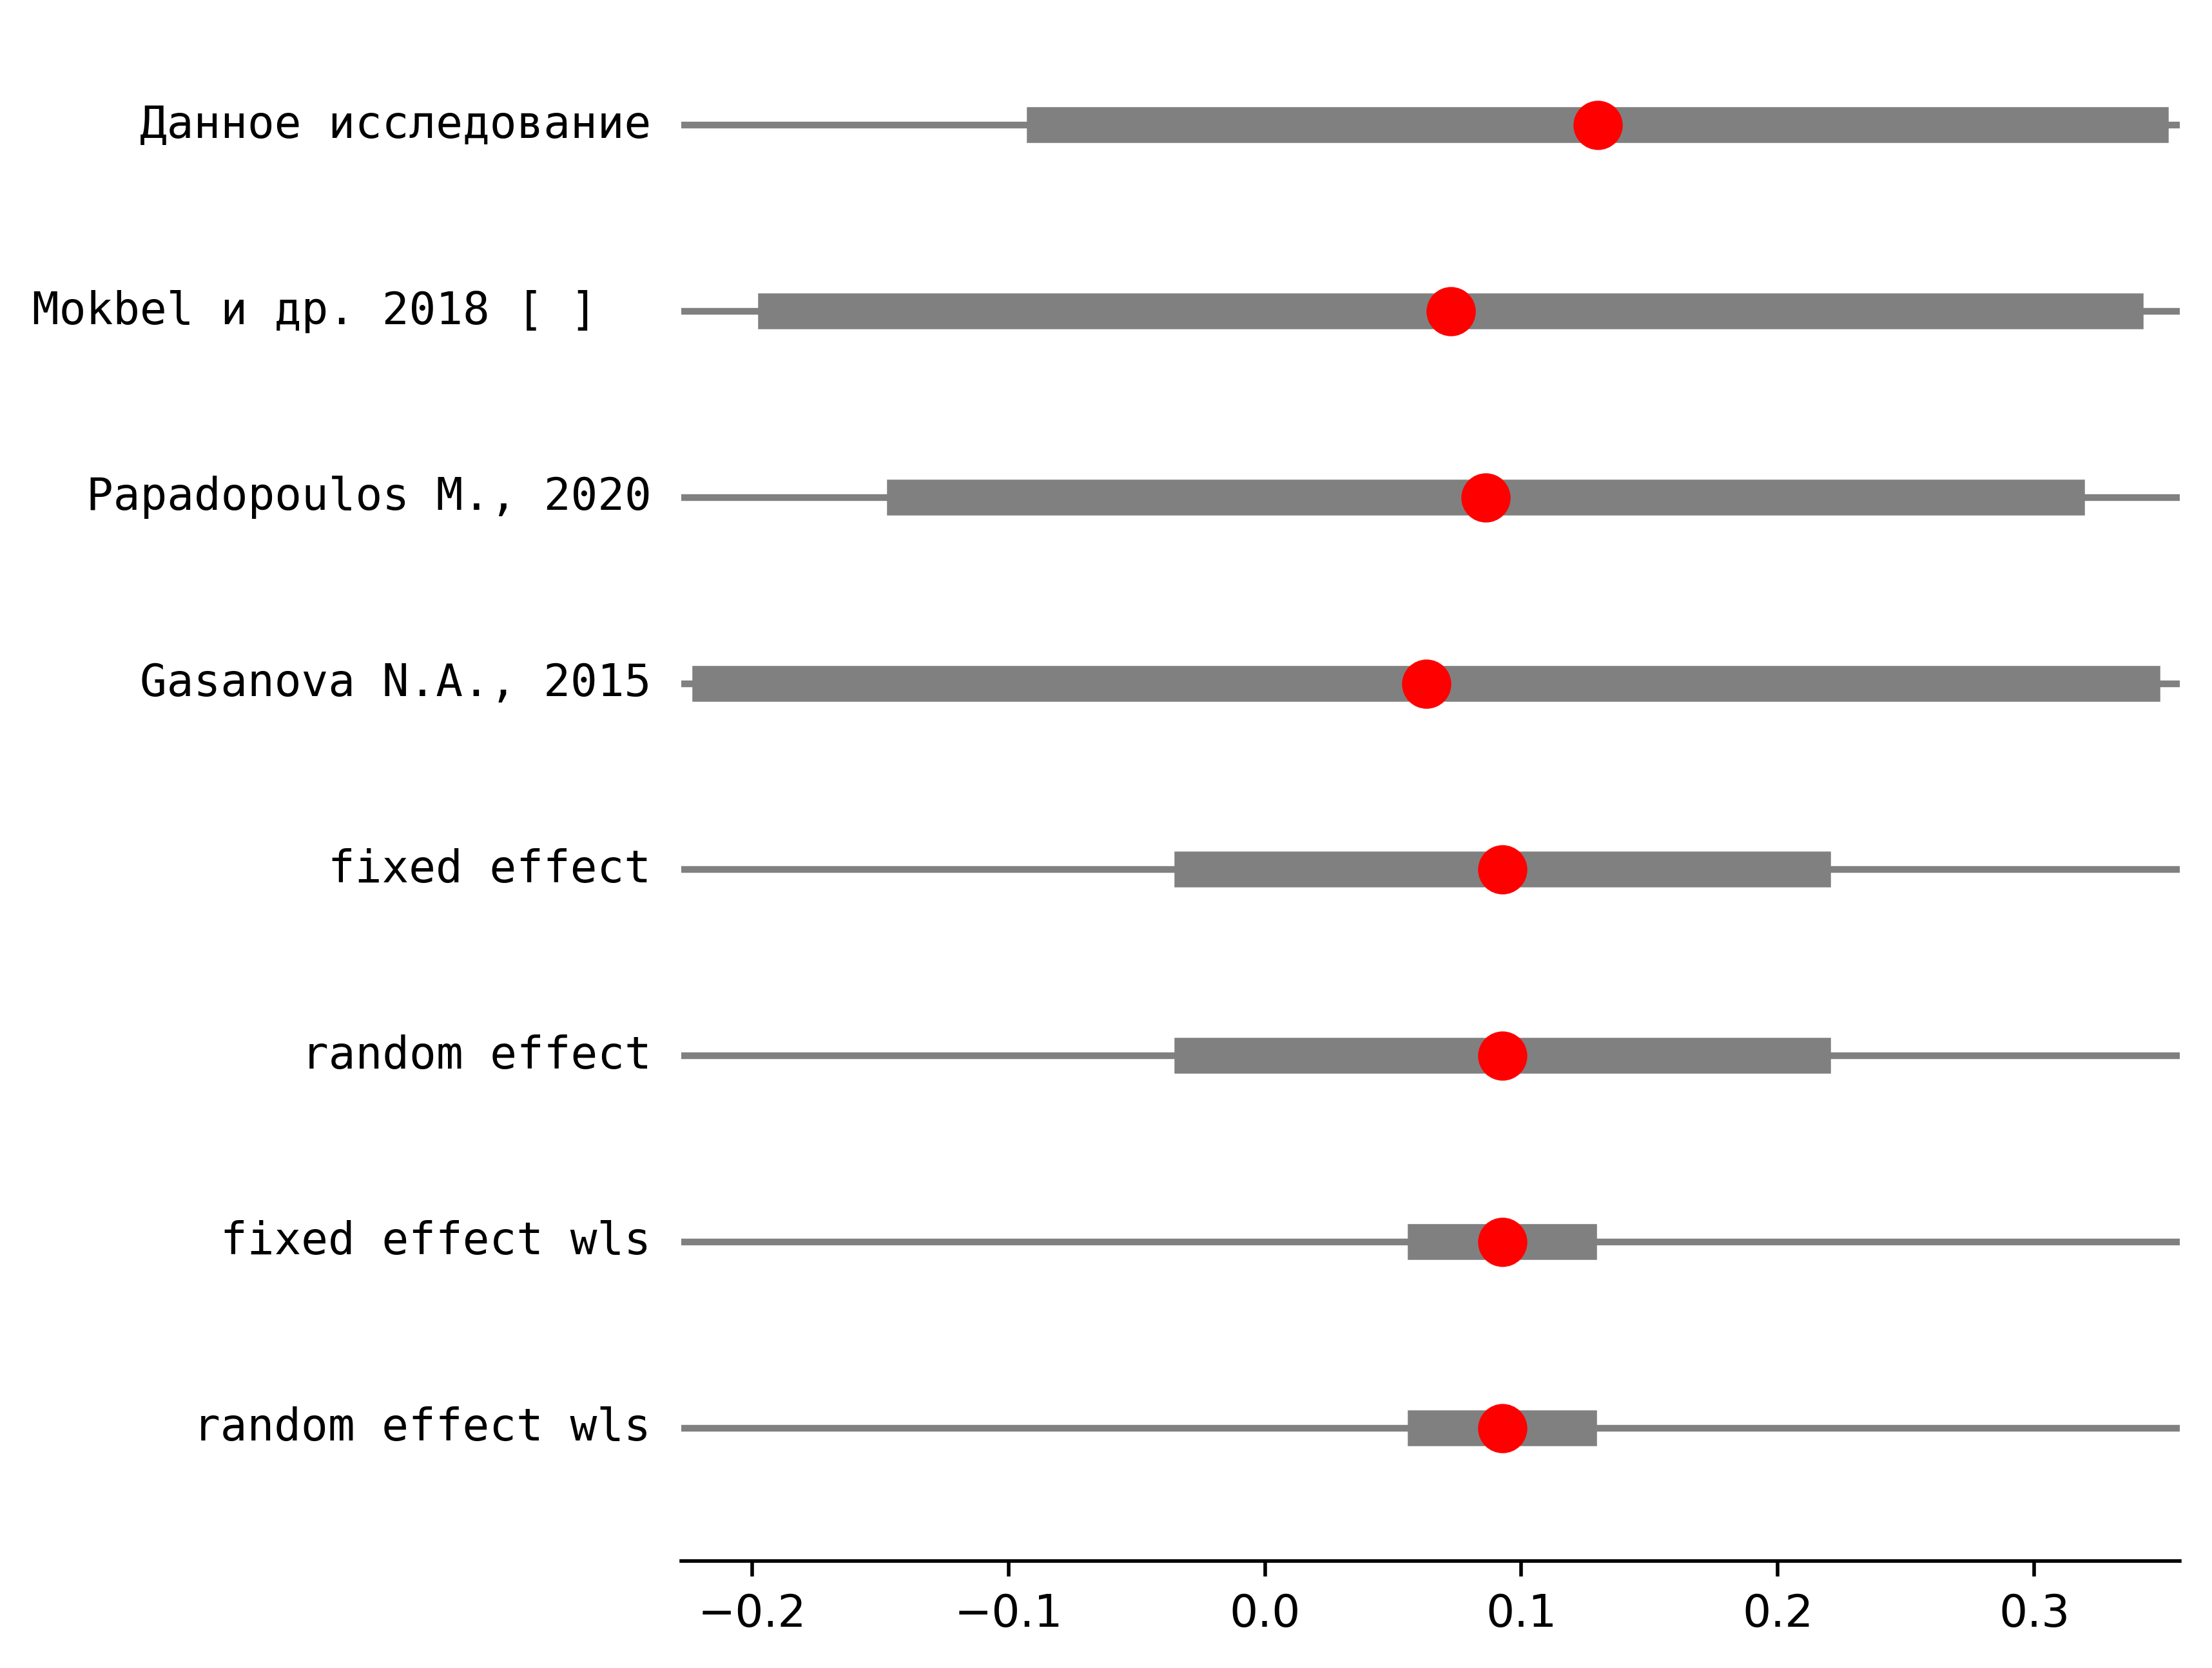 Данное исследование
Mokbel и др. 2018 [ ]
Papadopoulos M., 2020
Gasanova N.A., 2015
fixed effect
random effect
fixed effect wls
random effect wls
−0.2 −0.1 0.0 0.1 0.2 0.3